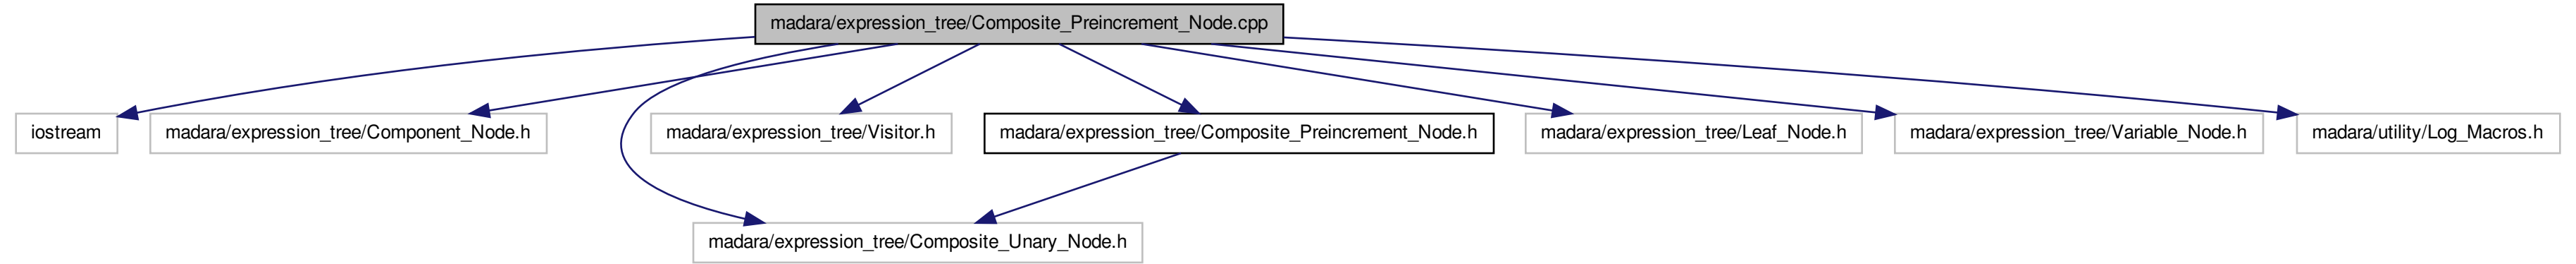 madara/expression_tree/Composite_Preincrement_Node.cpp
iostream
madara/expression_tree/Component_Node.h
madara/expression_tree/Visitor.h
madara/expression_tree/Composite_Preincrement_Node.h
madara/expression_tree/Leaf_Node.h
madara/expression_tree/Variable_Node.h
madara/utility/Log_Macros.h
madara/expression_tree/Composite_Unary_Node.h